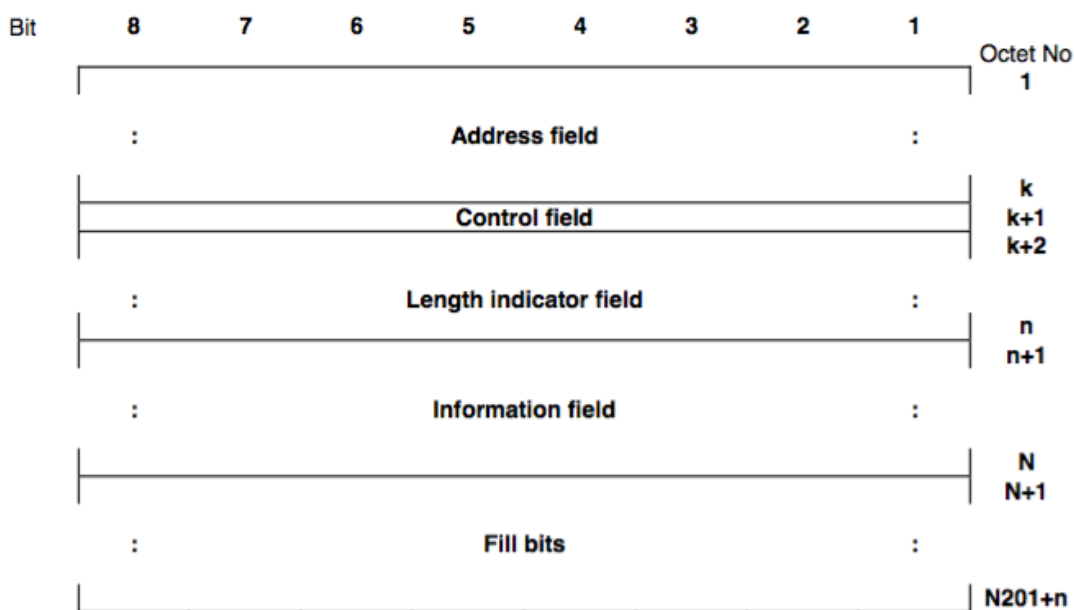 Bit 8 7 6 5 4 3 2 1
Octet No
1
: Address field :
k
Control field k+1
k+2
: Length indicator field :
n
n+1
: Information field :
N
N+1
: Fill bits :
N201+n